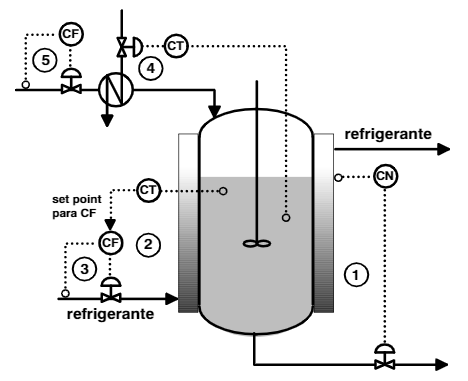 CF
5
CT
4
refrigerante
CN
CT
set point
para CF
CF
2
3
1
refrigerante